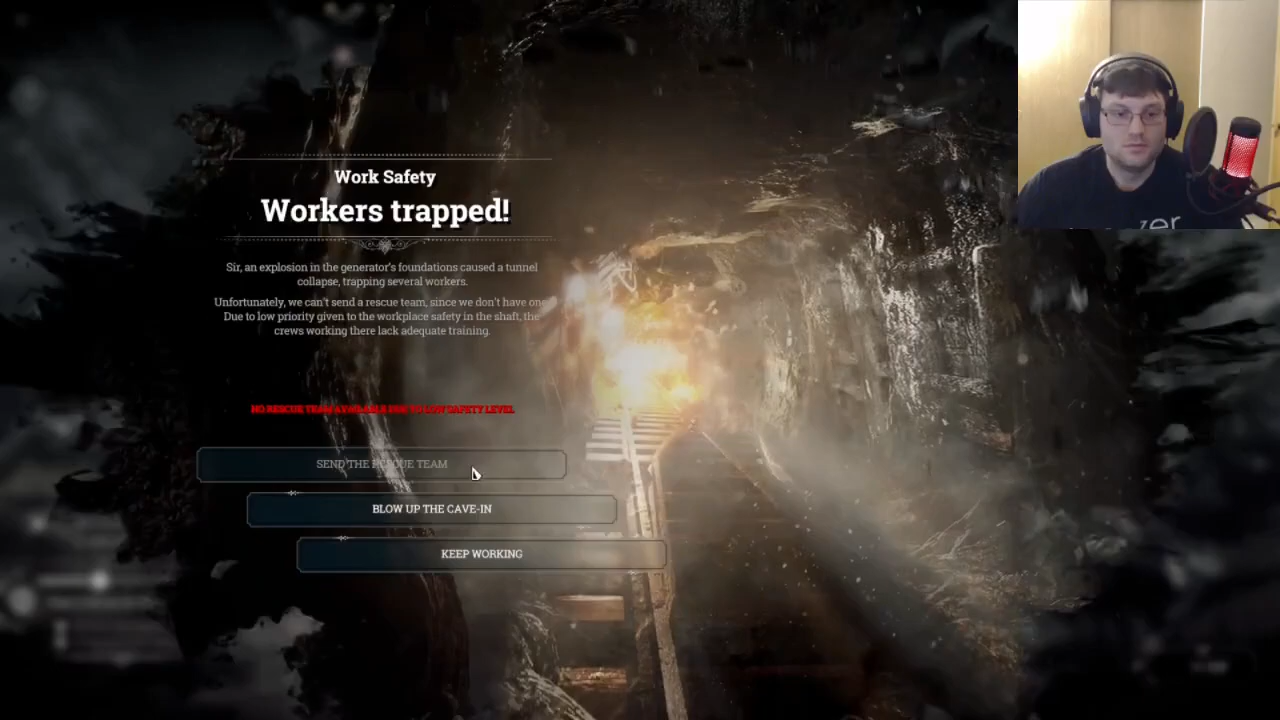 Work Safety
Workers trapped!
Sir, an explosion in the generator's foundations caused a tunnel
collapse, trapping several workers.
Unfortunately, we can't send a rescue team, since we don't have one.
Due to low priority given to the workplace safety in the shaft, the
crews working there lack adequate training.
NO RESCUE TEAM AVAILABLE DUE TO LOW SAFETY LEVEL
SEND THE RESCUE TEAM
BLOW UP THE CAVE-IN
KEEP WORKING